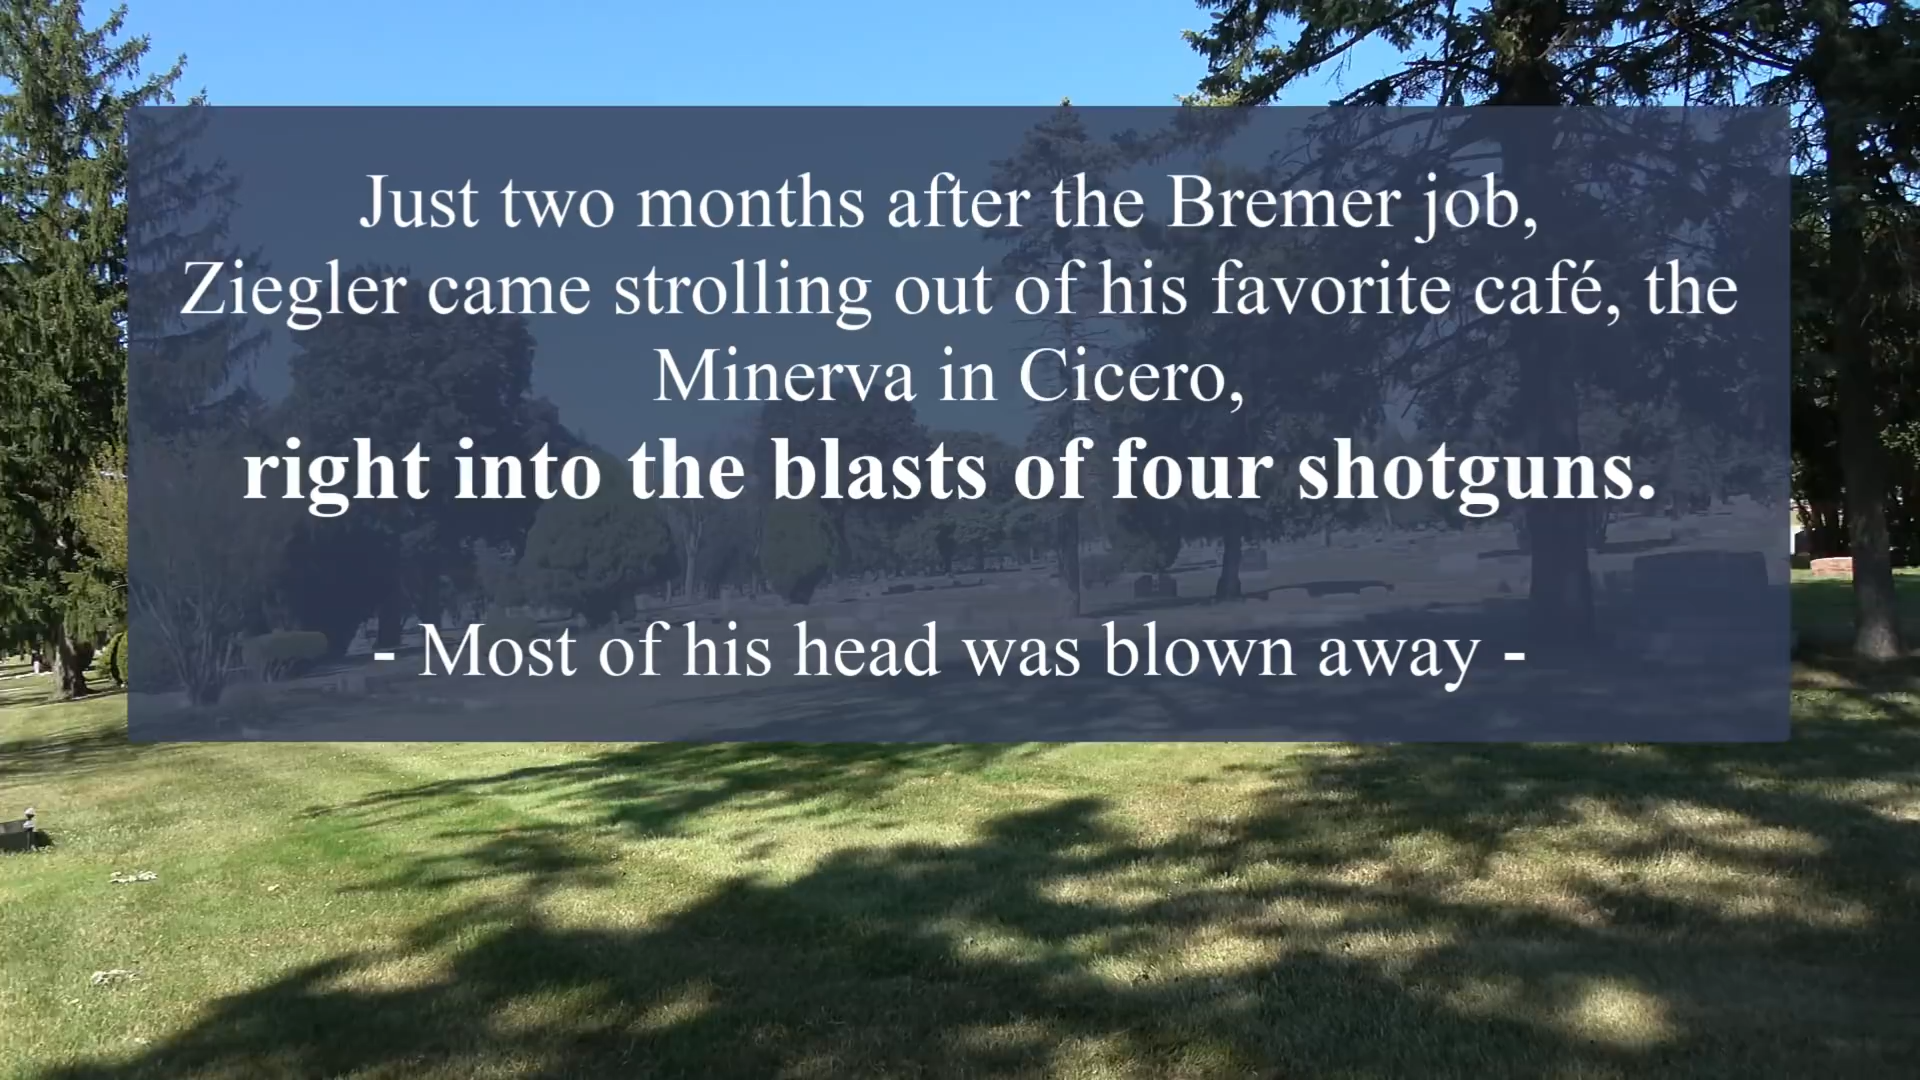 Just two months after the Bremer job,
Ziegler came strolling out of his favorite café, the
Minerva in Cicero,
right into the blasts of four shotguns.
- Most of his head was blown away -